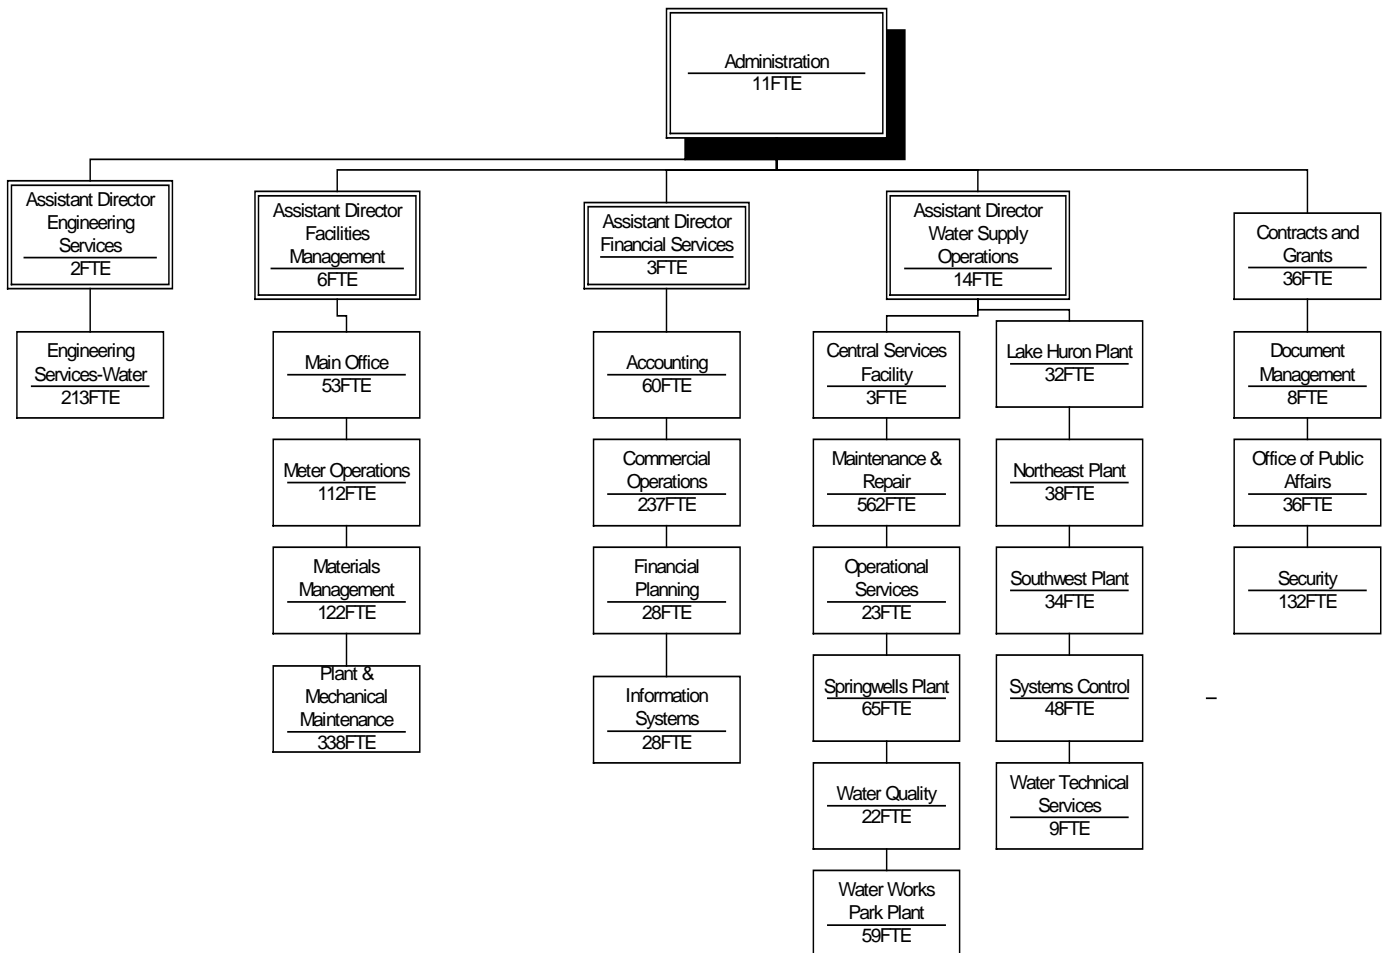 Administration
11FTE
Assistant Director
Engineering
Services
2FTE
Engineering
Services-Water
213FTE
Assistant Director
Facilities
Management
6FTE
Main Office
53FTE
Meter Operations
112FTE
Materials
Management
122FTE
Plant &
Mechanical
Maintenance
338FTE
Assistant Director
Financial Services
3FTE
Accounting
60FTE
Commercial
Operations
237FTE
Financial
Planning
28FTE
Information
Systems
28FTE
Assistant Director
Water Supply
Operations
14FTE
Central Services
Facility
3FTE
Maintenance &
Repair
562FTE
Operational
Services
23FTE
Springwells Plant
65FTE
Water Quality
22FTE
Water Works
Park Plant
59FTE
Lake Huron Plant
32FTE
Northeast Plant
38FTE
Southwest Plant
34FTE
Systems Control
48FTE
Water Technical
Services
9FTE
Contracts and
Grants
36FTE
Document
Management
8FTE
Office of Public
Affairs
36FTE
Security
132FTE